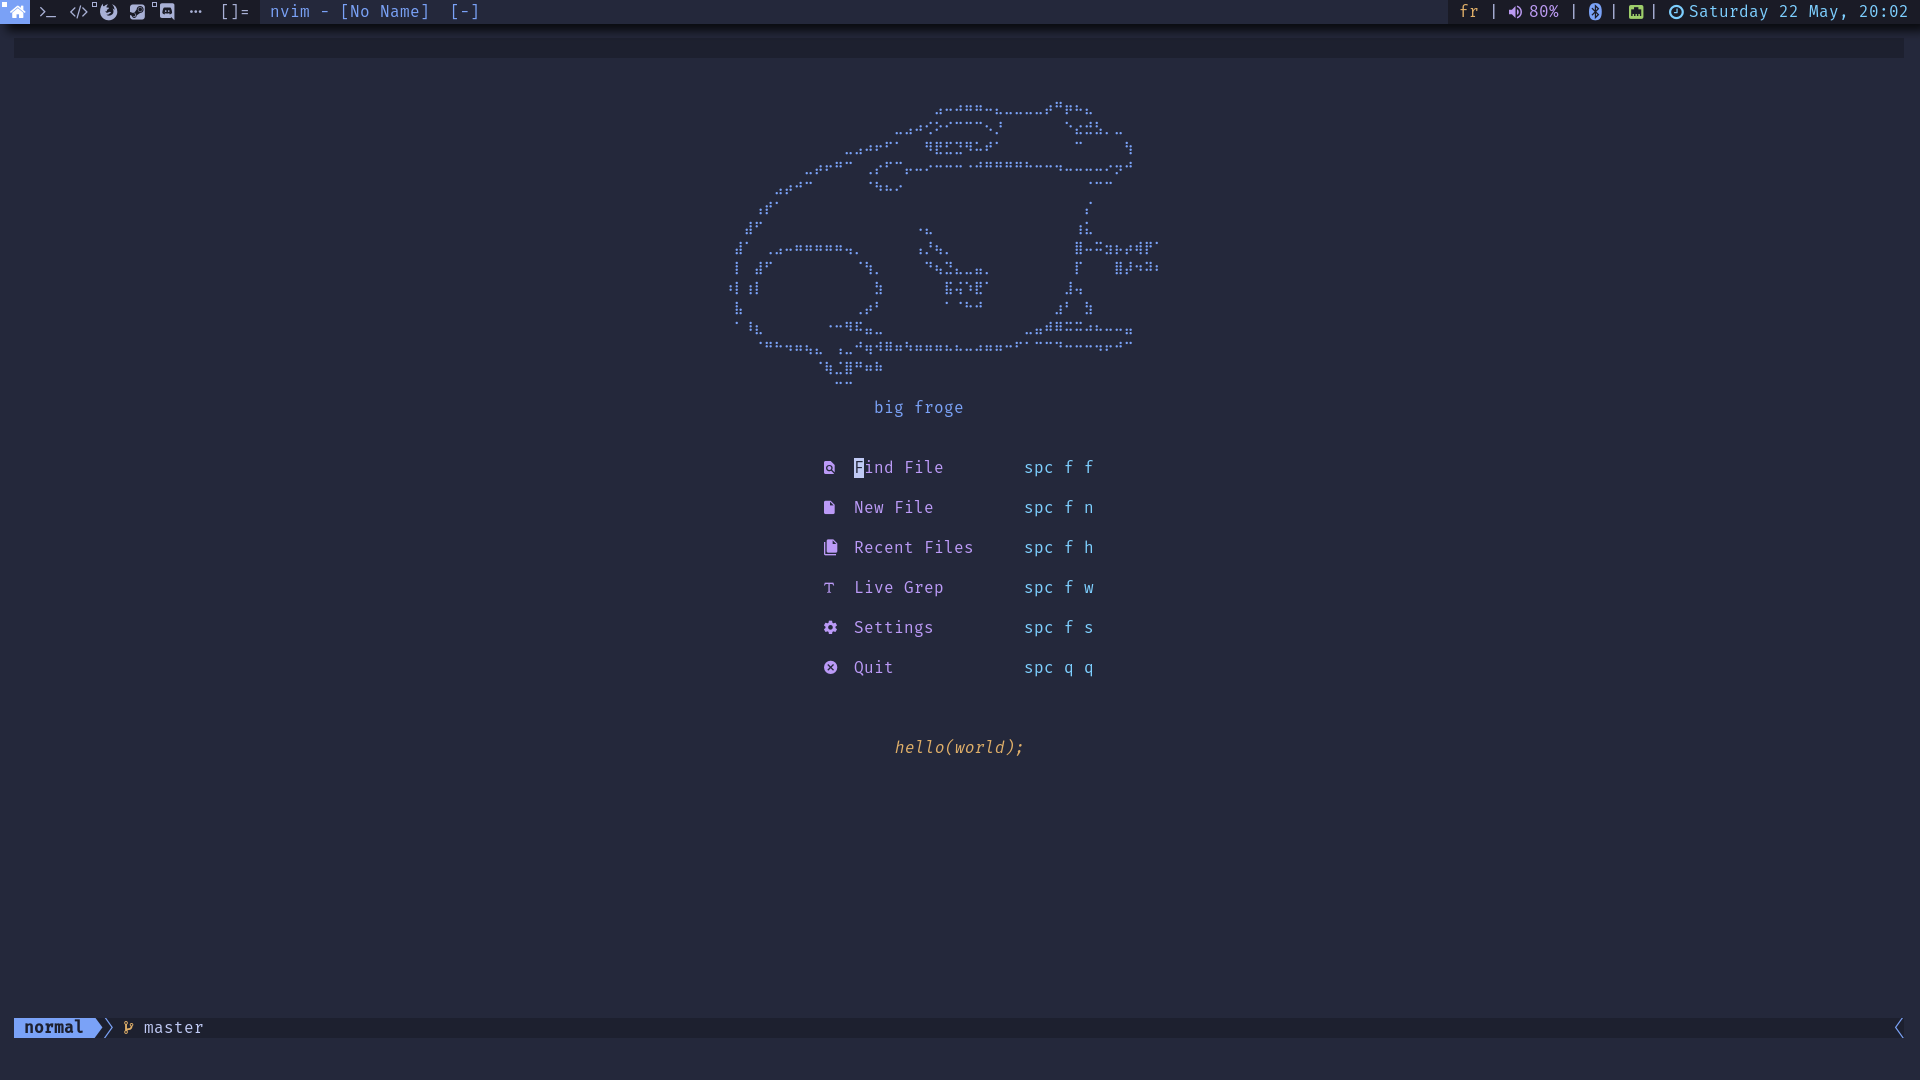 []= nvim - [No Name] [-] fr | 80% | | | Saturday 22 May, 20:02
big froge
Find File spc f f
New File spc f n
Recent Files spc f h
Live Grep spc f w
Settings spc f s
Quit spc q q
hello(world);
normal master